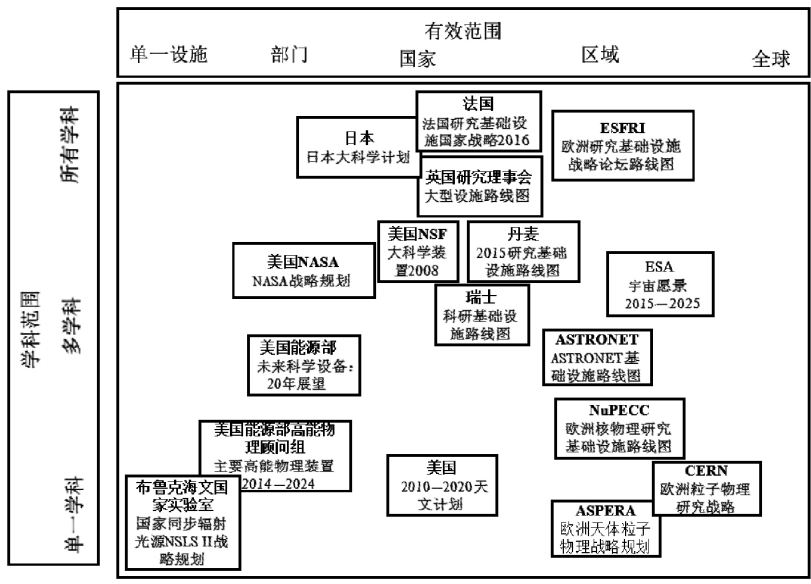 有效范围
单一设施
部门
国家
区域
全球
学科范围
所有学科
多学科
单一学科
法国
法国研究基础设
施国家战略2016
日本
日本大科学计划
ESFRI
欧洲研究基础设施
战略论坛路线图
英国研究理事会
大型设施路线图
美国NSF
大科学装
置2008
丹麦
2015研究基础
设施路线图
美国NASA
NASA战略规划
ESA
宇宙愿景
2015—2025
瑞士
科研基础设
施路线图
美国能源部
未来科学设备：
20年展望
ASTRONET
ASTRONET基
础设施路线图
NuPECC
欧洲核物理研究
基础设施路线图
美国能源部高能物
理顾问组
主要高能物理装置
2014—2024
美国
2010—2020天
文计划
CERN
欧洲粒子物理
研究战略
布鲁克海文国
家实验室
国家同步辐射
光源NSLS II战
略规划
ASPERA
欧洲天体粒子
物理战略规划